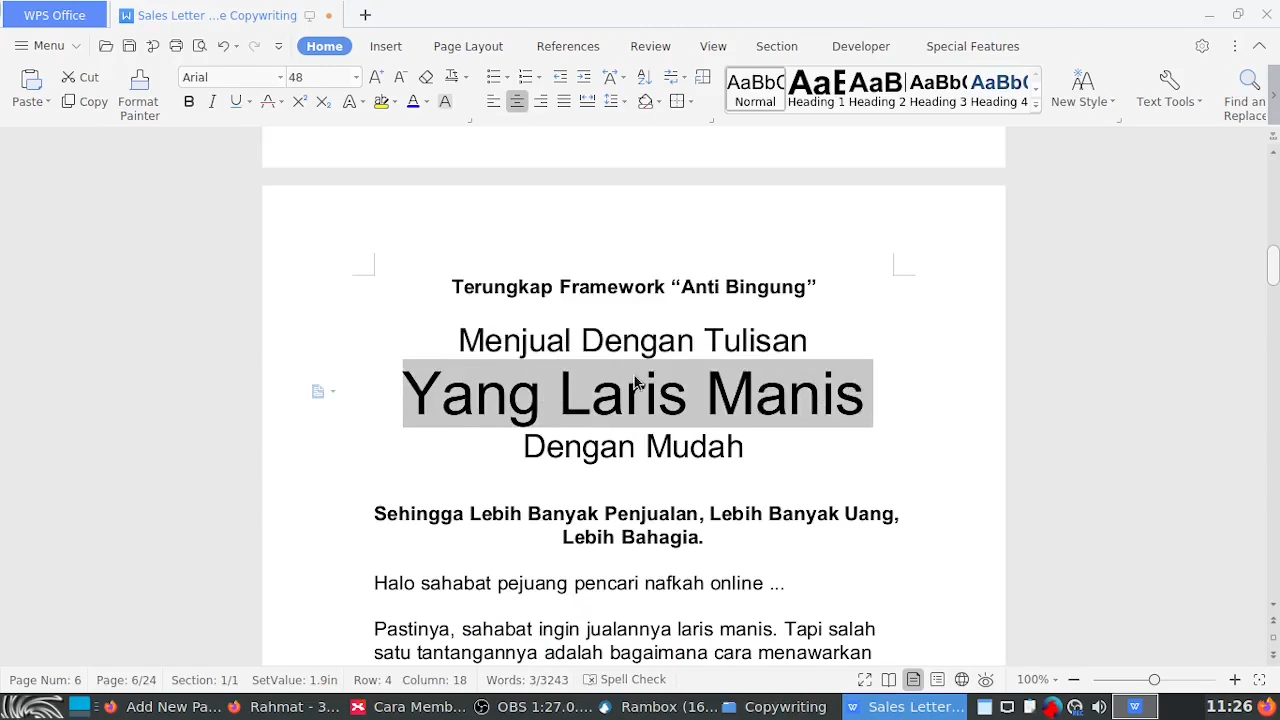 WPS Office
Sales Letter ...e Copywriting
Menu
Home
Insert
Page Layout
References
Review
View
Section
Developer
Special Features
Paste
Cut
Copy
Format Painter
Arial
48
AaBbC
Normal
AaB
Heading 1
AaB
Heading 2
AaBb(
Heading 3
AaBb(
Heading 4
New Style
Text Tools
Find an
Replac
Terungkap Framework “Anti Bingung”
Menjual Dengan Tulisan
Yang Laris Manis
Dengan Mudah
Sehingga Lebih Banyak Penjualan, Lebih Banyak Uang,
Lebih Bahagia.
Halo sahabat pejuang pencari nafkah online ...
Pastinya, sahabat ingin jualannya laris manis. Tapi salah
satu tantangannya adalah bagaimana cara menawarkan
Page Num: 6
Page: 6/24
Section: 1/1
SetValue: 1.9in
Row: 4
Column: 18
Words: 3/3243
Spell Check
100%
Add New Pa...
Rahmat - 3...
Cara Memb...
OBS 1:27.0....
Rambox (16...
Copywriting
Sales Letter...
11:26